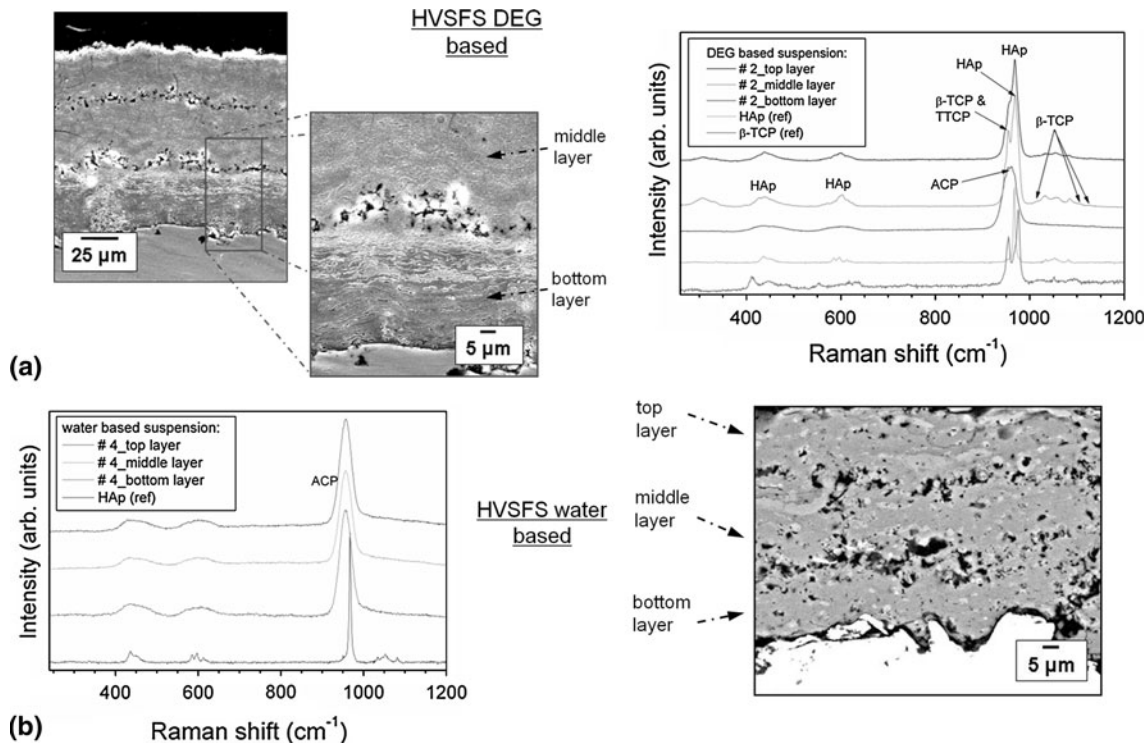 HVSFS DEG
based
middle
layer
bottom
layer
25 µm
5 µm
(a)
DEG based suspension:
# 2_top layer
# 2_middle layer
# 2_bottom layer
HAp (ref)
β-TCP (ref)
HAp
HAp
β-TCP &
TTCP
β-TCP
ACP
HAp
HAp
Intensity (arb. units)
400
600
800
1000
1200
Raman shift (cm⁻¹)
water based suspension:
# 4_top layer
# 4_middle layer
# 4_bottom layer
HAp (ref)
ACP
Intensity (arb. units)
400
600
800
1000
1200
Raman shift (cm⁻¹)
(b)
HVSFS water
based
top
layer
middle
layer
bottom
layer
5 µm